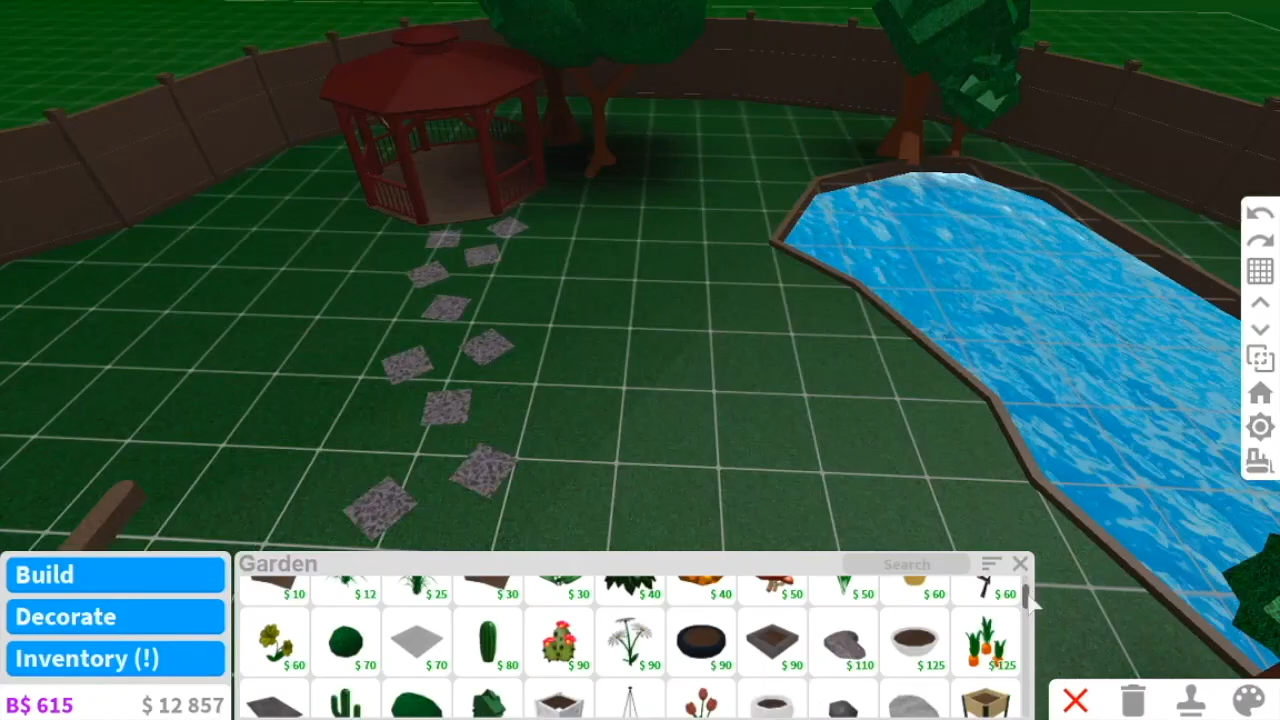 Garden
Search
$ 10 $ 12 $ 25 $ 30 $ 30 $ 40 $ 40 $ 50 $ 50 $ 60 $ 60
$ 60 $ 70 $ 70 $ 80 $ 90 $ 90 $ 90 $ 90 $ 110 $ 125 $ 125
Build
Decorate
Inventory (!)
B$ 615 $ 12 857